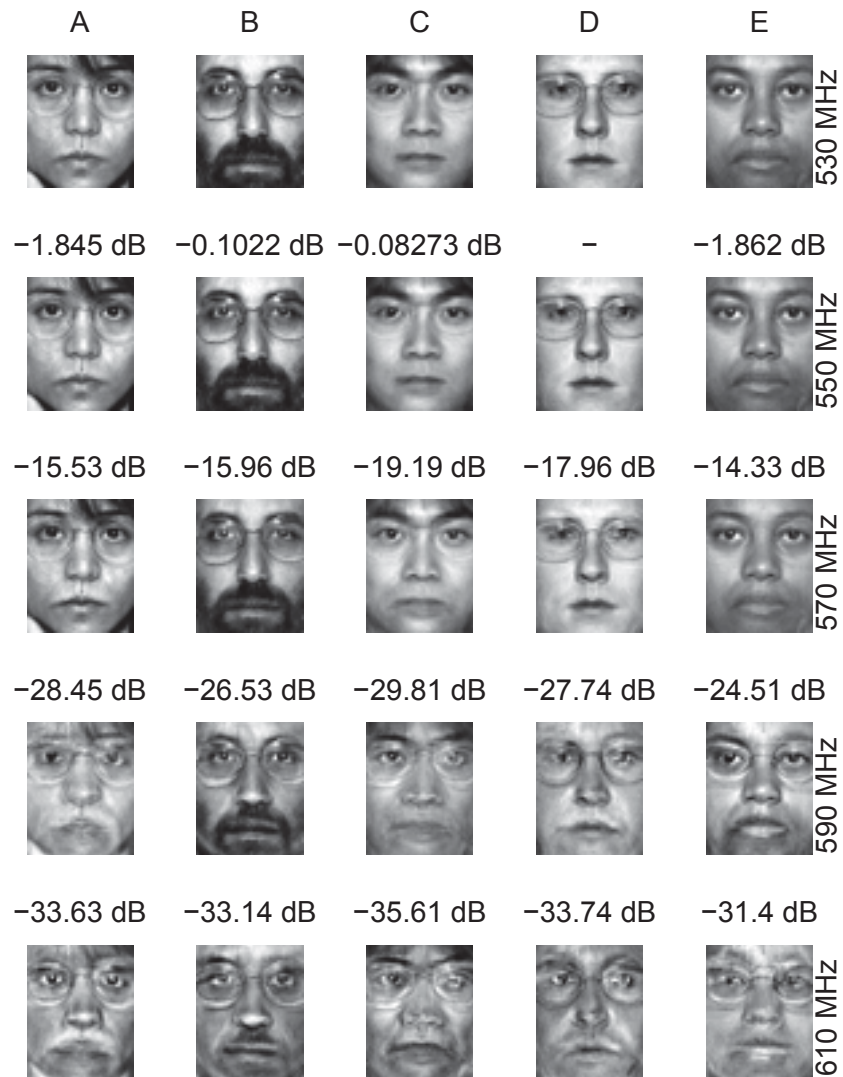 A B C D E
530 MHz
−1.845 dB −0.1022 dB −0.08273 dB − −1.862 dB
550 MHz
−15.53 dB −15.96 dB −19.19 dB −17.96 dB −14.33 dB
570 MHz
−28.45 dB −26.53 dB −29.81 dB −27.74 dB −24.51 dB
590 MHz
−33.63 dB −33.14 dB −35.61 dB −33.74 dB −31.4 dB
610 MHz